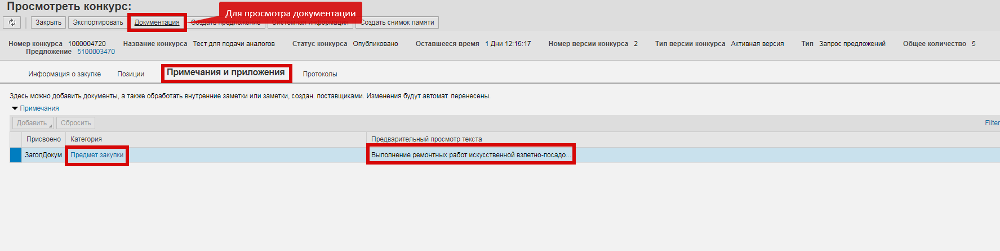 Просмотреть конкурс:
Для просмотра документации
Закрыть Экспортировать Документация Создать предложение Системная информация Создать снимок памяти
Номер конкурса 1000004720 Название конкурса Тест для подачи аналогов Статус конкурса Опубликовано Оставшееся время 1 Дни 12:16:17 Номер версии конкурса 2 Тип версии конкурса Активная версия Тип Запрос предложений Общее количество 5
Предложение 5100003470
Информация о закупке Позиции Примечания и приложения Протоколы
Здесь можно добавить документы, а также обработать внутренние заметки или заметки, создан. поставщиками. Изменения будут автомат. перенесены.
Примечания
Добавить Сбросить Filter
Присвоено Категория Предварительный просмотр текста
ЗаголДокум Предмет закупки Выполнение ремонтных работ искусственной взлетно-посадо...